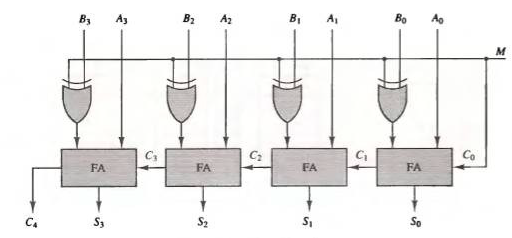 B₃ A₃ B₂ A₂ B₁ A₁ B₀ A₀
M
FA C₃ FA C₂ FA C₁ FA C₀
C₄ S₃ S₂ S₁ S₀